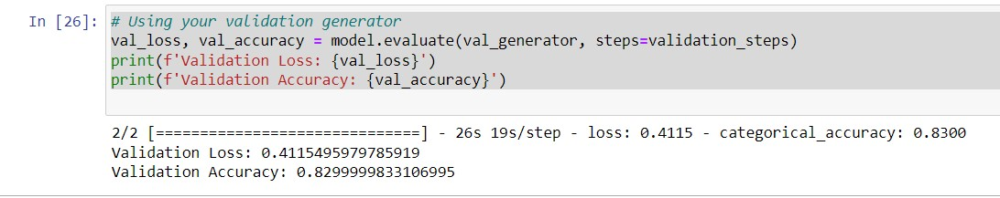 In [26]: # Using your validation generator
val_loss, val_accuracy = model.evaluate(val_generator, steps=validation_steps)
print(f'Validation Loss: {val_loss}')
print(f'Validation Accuracy: {val_accuracy}')
2/2 [==============================] - 26s 19s/step - loss: 0.4115 - categorical_accuracy: 0.8300
Validation Loss: 0.4115495979785919
Validation Accuracy: 0.8299999833106995